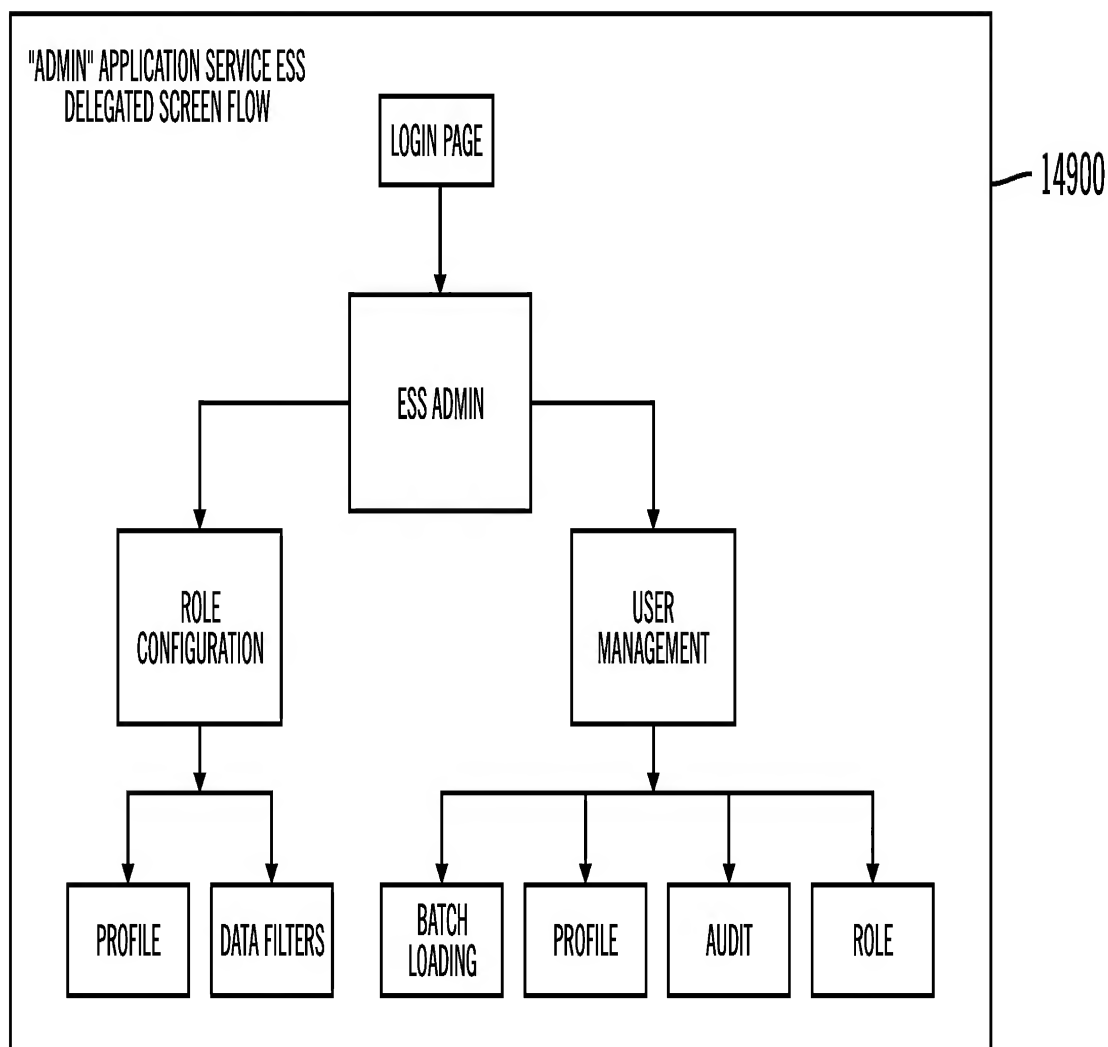 "ADMIN" APPLICATION SERVICE ESS
DELEGATED SCREEN FLOW
LOGIN PAGE
14900
ESS ADMIN
ROLE
CONFIGURATION
USER
MANAGEMENT
PROFILE
DATA FILTERS
BATCH
LOADING
PROFILE
AUDIT
ROLE